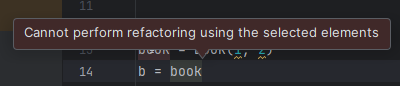 11
Cannot perform refactoring using the selected elements
14 b = book